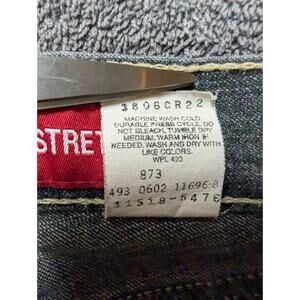 3806CR22
MACHINE WASH COLD,
DURABLE PRESS CYCLE, DO
NOT BLEACH, TUMBLE DRY
MEDIUM, WARM IRON IF
NEEDED, WASH AND DRY WITH
LIKE COLORS.
WPL 423
STRET
873
493 0602 11696-8
11518-5476